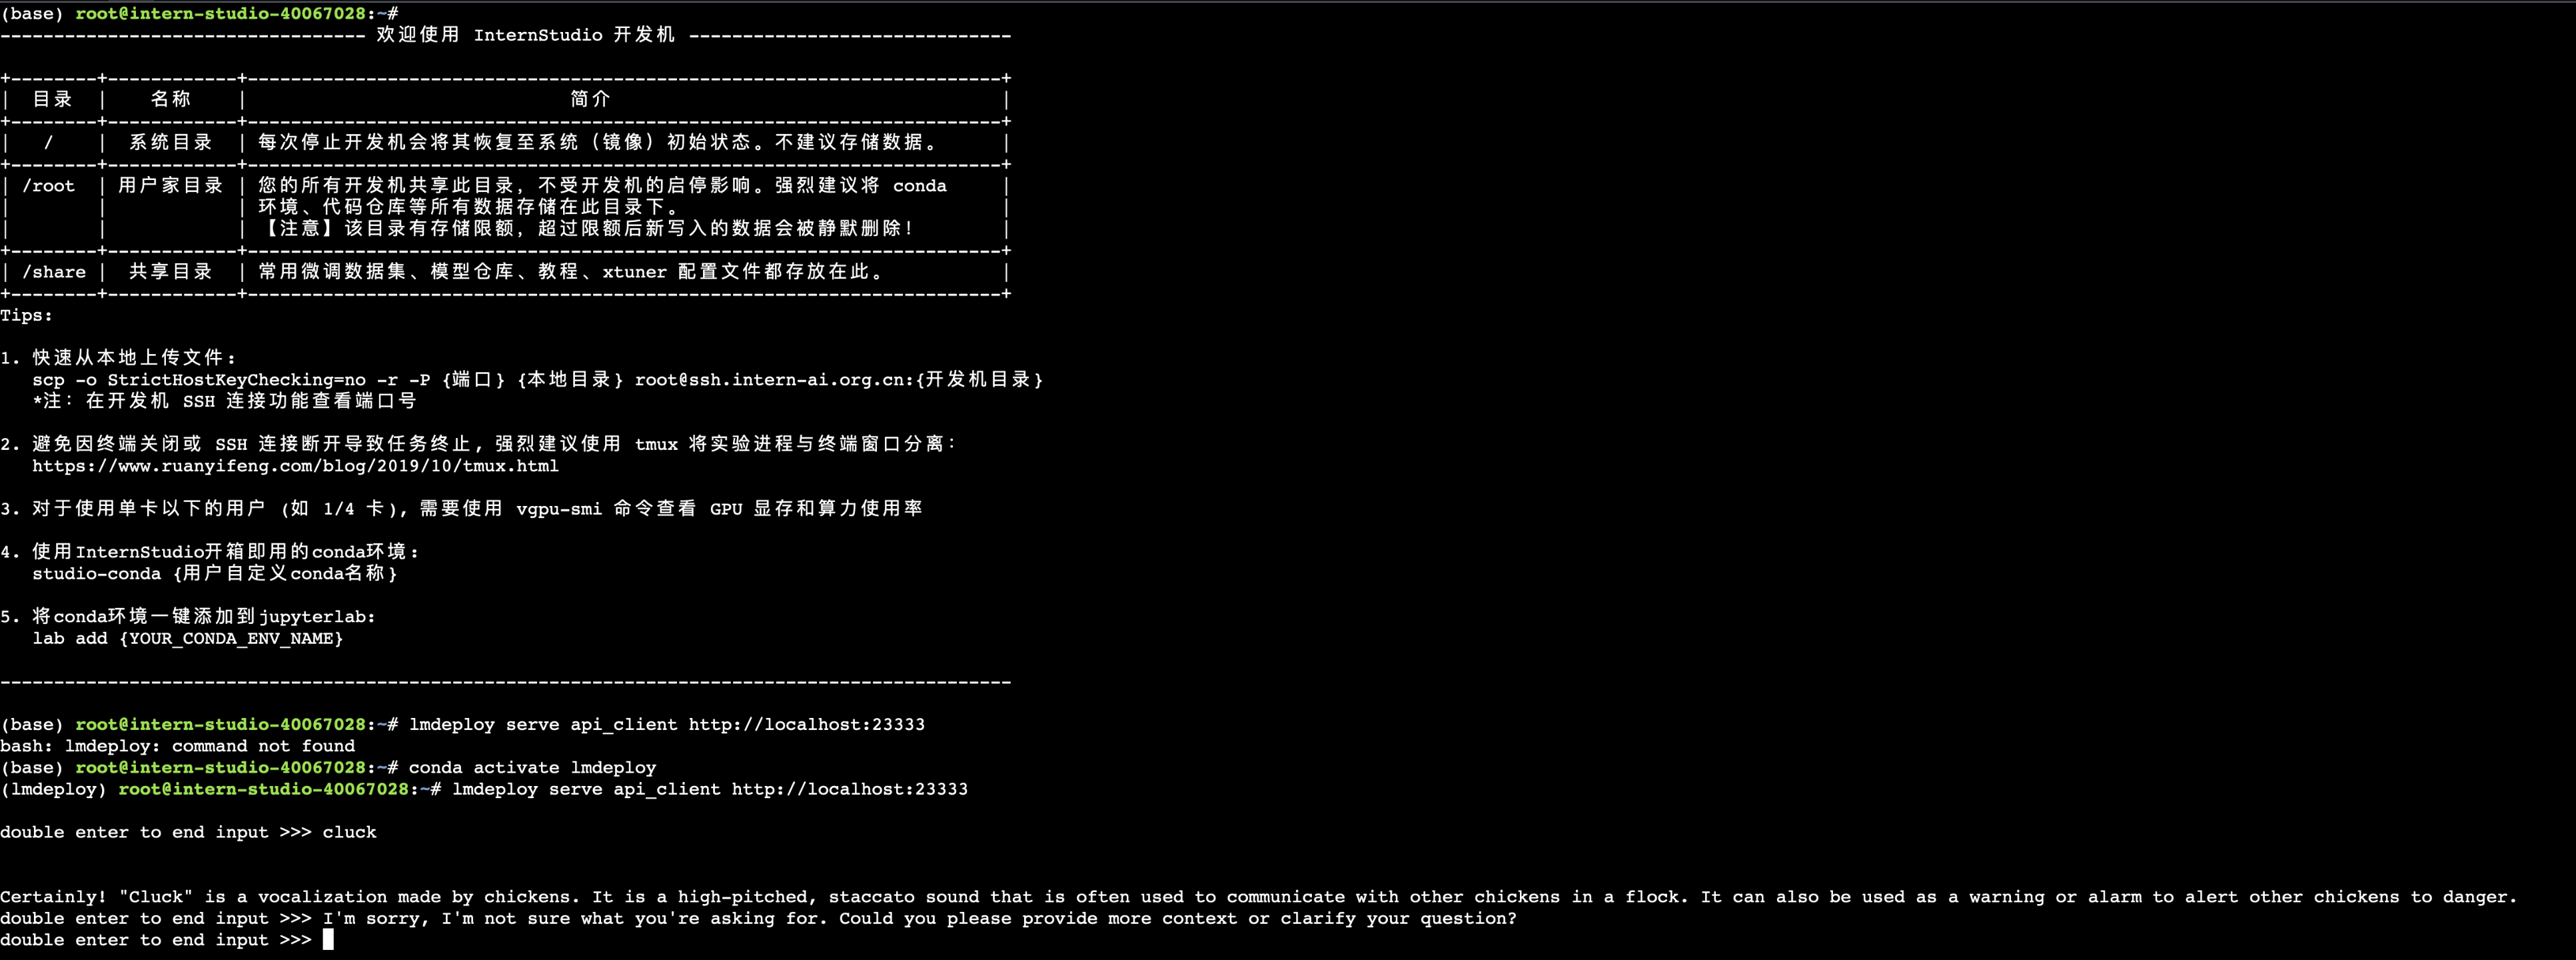 (base) root@intern-studio-40067028:~#
---------------------------------- 欢迎使用 InternStudio 开发机 ------------------------------
+--------+------------+----------------------------------------------------------------------+
| 目录 | 名称 | 简介 |
+--------+------------+----------------------------------------------------------------------+
| / | 系统目录 | 每次停止开发机会将其恢复至系统（镜像）初始状态。不建议存储数据。 |
+--------+------------+----------------------------------------------------------------------+
| /root | 用户家目录 | 您的所有开发机共享此目录，不受开发机的启停影响。强烈建议将 conda |
| | | 环境、代码仓库等所有数据存储在此目录下。 |
| | | 【注意】该目录有存储限额，超过限额后新写入的数据会被静默删除！ |
+--------+------------+----------------------------------------------------------------------+
| /share | 共享目录 | 常用微调数据集、模型仓库、教程、xtuner 配置文件都存放在此。 |
+--------+------------+----------------------------------------------------------------------+
Tips:
1. 快速从本地上传文件：
scp -o StrictHostKeyChecking=no -r -P {端口} {本地目录} root@ssh.intern-ai.org.cn:{开发机目录}
*注：在开发机 SSH 连接功能查看端口号
2. 避免因终端关闭或 SSH 连接断开导致任务终止，强烈建议使用 tmux 将实验进程与终端窗口分离：
https://www.ruanyifeng.com/blog/2019/10/tmux.html
3. 对于使用单卡以下的用户 (如 1/4 卡)，需要使用 vgpu-smi 命令查看 GPU 显存和算力使用率
4. 使用InternStudio开箱即用的conda环境：
studio-conda {用户自定义conda名称}
5. 将conda环境一键添加到jupyterlab:
lab add {YOUR_CONDA_ENV_NAME}
----------------------------------------------------------------------------------------------
(base) root@intern-studio-40067028:~# lmdeploy serve api_client http://localhost:23333
bash: lmdeploy: command not found
(base) root@intern-studio-40067028:~# conda activate lmdeploy
(lmdeploy) root@intern-studio-40067028:~# lmdeploy serve api_client http://localhost:23333
double enter to end input >>> cluck
Certainly! "Cluck" is a vocalization made by chickens. It is a high-pitched, staccato sound that is often used to communicate with other chickens in a flock. It can also be used as a warning or alarm to alert other chickens to danger.
double enter to end input >>> I'm sorry, I'm not sure what you're asking for. Could you please provide more context or clarify your question?
double enter to end input >>>